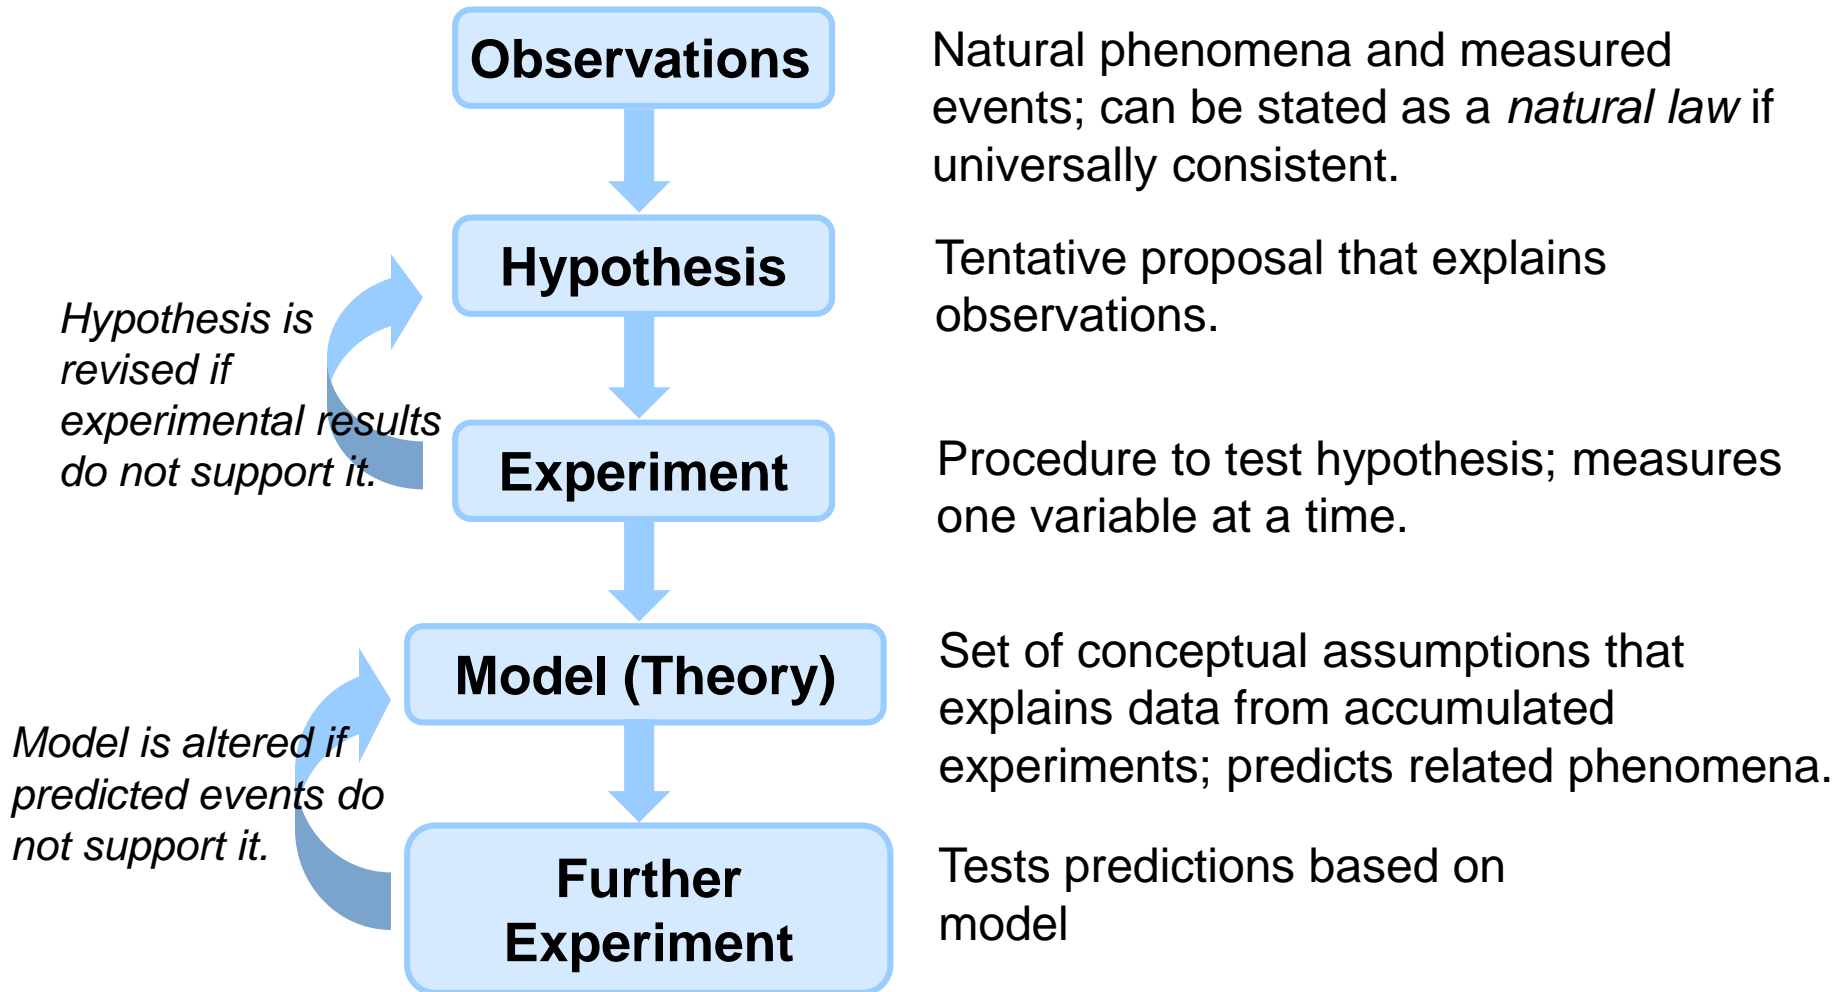 Observations
Natural phenomena and measured
events; can be stated as a natural law if
universally consistent.
Hypothesis
Tentative proposal that explains
observations.
Hypothesis is
revised if
experimental results
do not support it.
Experiment
Procedure to test hypothesis; measures
one variable at a time.
Model (Theory)
Set of conceptual assumptions that
explains data from accumulated
experiments; predicts related phenomena.
Model is altered if
predicted events do
not support it.
Further
Experiment
Tests predictions based on
model